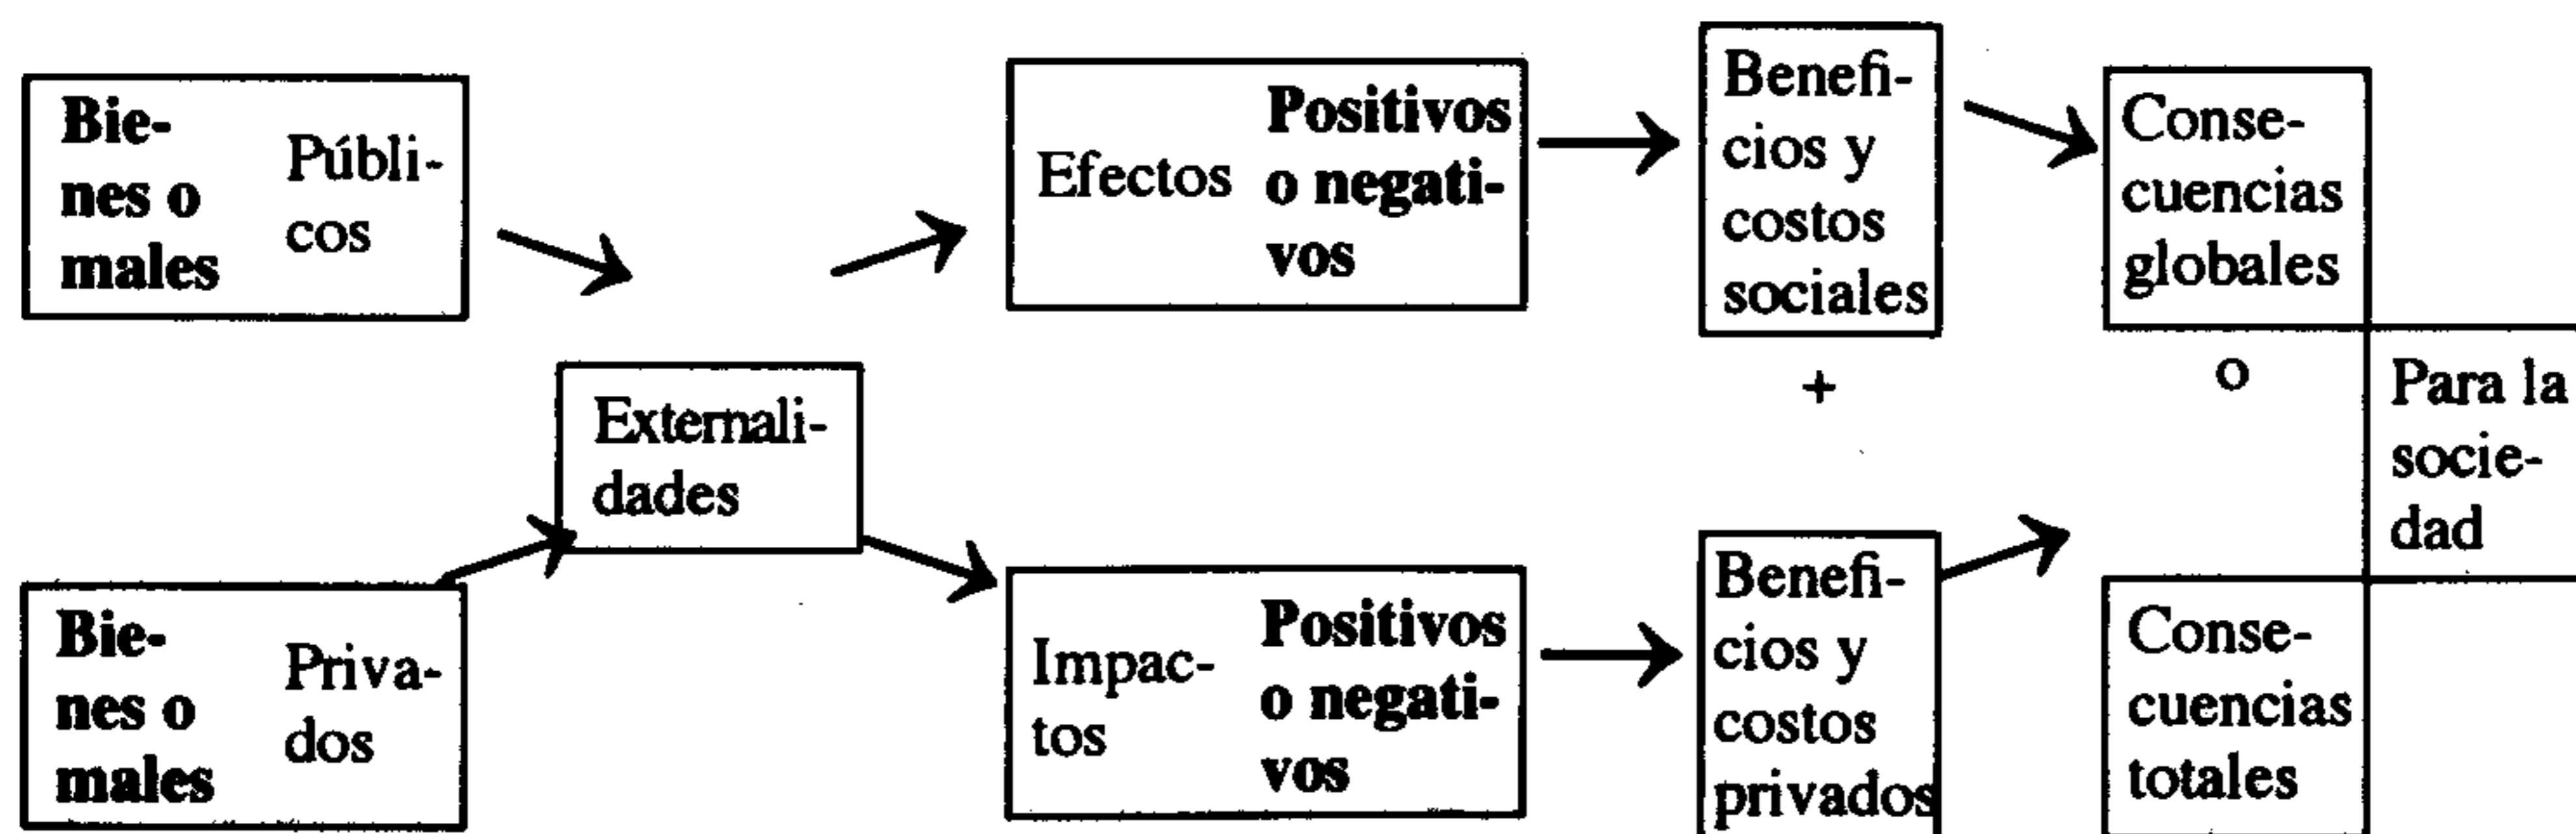 Bie-
nes o
males
Públi-
cos
Efectos
Positivos
o negati-
vos
Benefi-
cios y
costos
sociales
Conse-
cuencias
globales
Externali-
dades
+
o
Para la
socie-
dad
Bie-
nes o
males
Priva-
dos
Impac-
tos
Positivos
o negati-
vos
Benefi-
cios y
costos
privados
Conse-
cuencias
totales